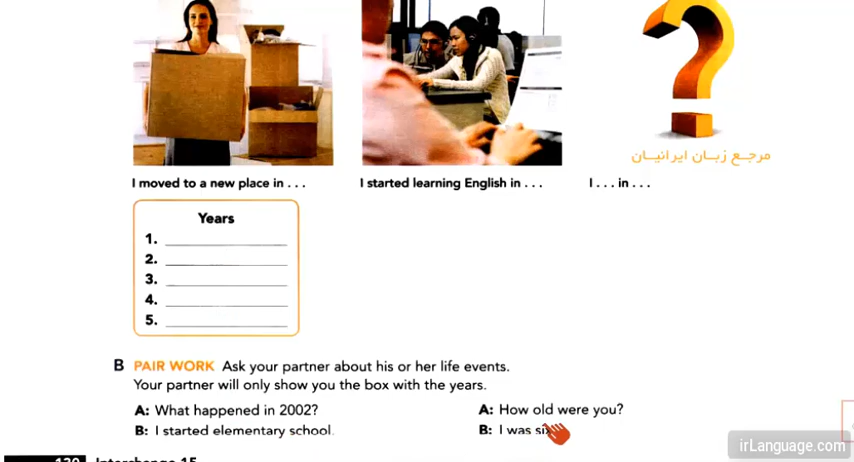 مرجع زبان ایرانیان
I moved to a new place in . . .
I started learning English in . . .
I . . . in . . .
Years
1.
2.
3.
4.
5.
B PAIR WORK Ask your partner about his or her life events.
Your partner will only show you the box with the years.
A: What happened in 2002?
B: I started elementary school.
A: How old were you?
B: I was
Interchange 15
irLanguage.com